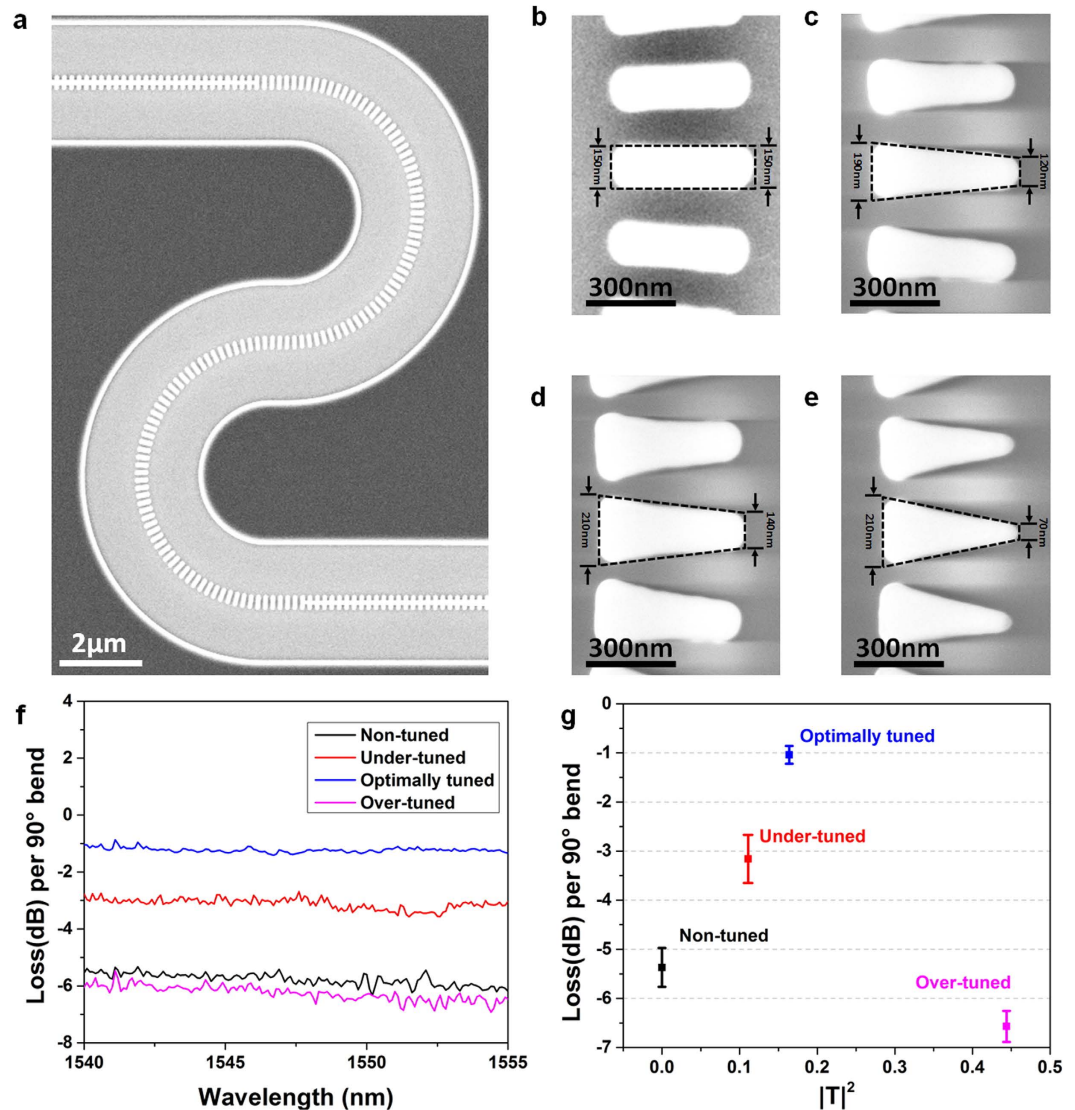 a
2μm
b
150nm
150nm
300nm
c
190nm
120nm
300nm
d
210nm
140nm
300nm
e
210nm
70nm
300nm
f
Loss(dB) per 90° bend
4
2
0
-2
-4
-6
-8
Non-tuned
Under-tuned
Optimally tuned
Over-tuned
1540
1545
1550
1555
Wavelength (nm)
g
Loss(dB) per 90° bend
0
-1
-2
-3
-4
-5
-6
-7
Optimally tuned
Under-tuned
Non-tuned
Over-tuned
0.0
0.1
0.2
0.3
0.4
0.5
|T|²